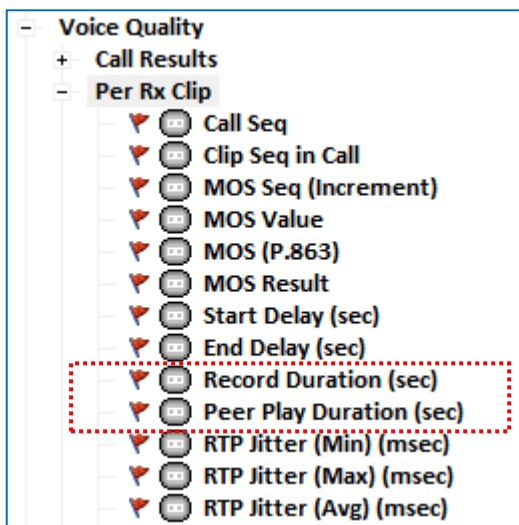 Voice Quality
Call Results
Per Rx Clip
Call Seq
Clip Seq in Call
MOS Seq (Increment)
MOS Value
MOS (P.863)
MOS Result
Start Delay (sec)
End Delay (sec)
Record Duration (sec)
Peer Play Duration (sec)
RTP Jitter (Min) (msec)
RTP Jitter (Max) (msec)
RTP Jitter (Avg) (msec)